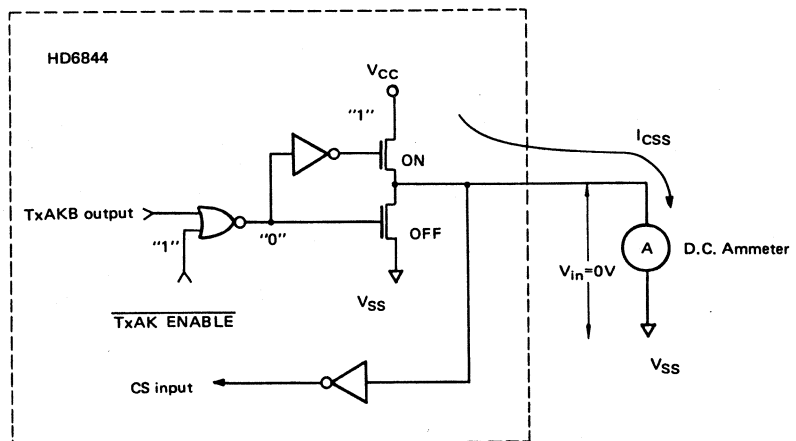 HD6844
VCC
"1"
ICSS
ON
TxAKB output
"1"
"0"
OFF
A
D.C. Ammeter
Vin=0V
VSS
TxAK ENABLE
VSS
CS input